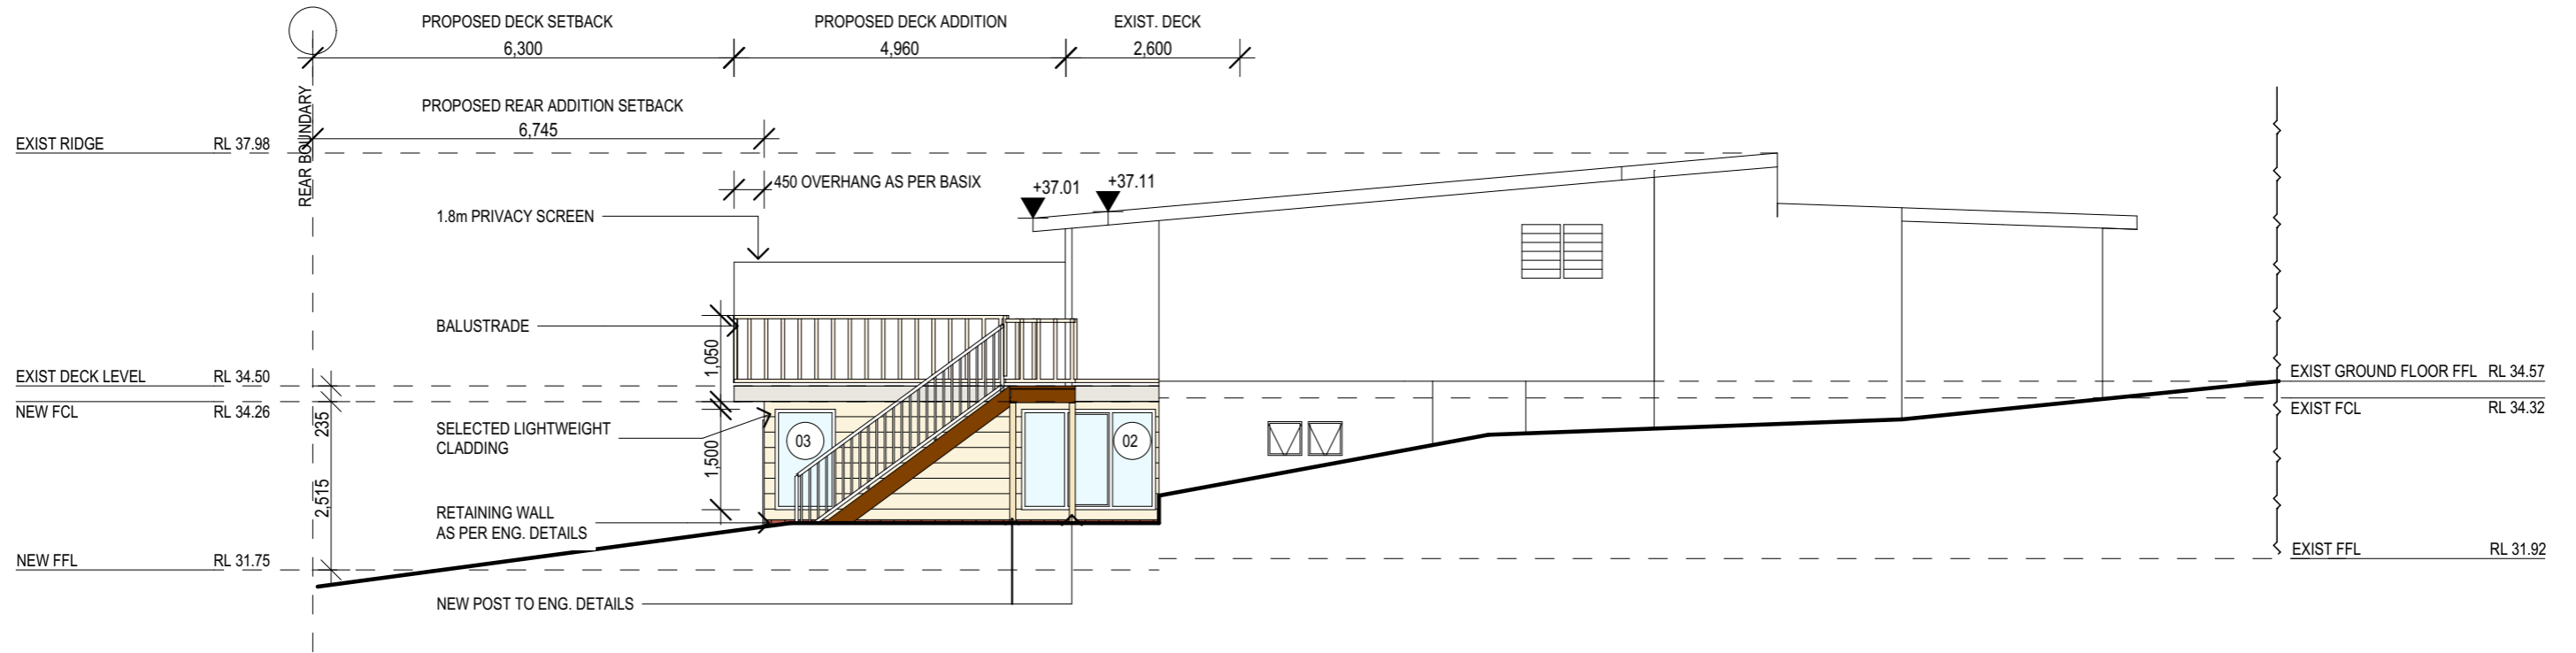 PROPOSED DECK SETBACK
6,300
PROPOSED DECK ADDITION
4,960
EXIST. DECK
2,600
REAR BOUNDARY
PROPOSED REAR ADDITION SETBACK
6,745
EXIST RIDGE RL 37.98
450 OVERHANG AS PER BASIX
+37.01
+37.11
1.8m PRIVACY SCREEN
BALUSTRADE
1,050
EXIST DECK LEVEL RL 34.50
NEW FCL RL 34.26
235
EXIST GROUND FLOOR FFL RL 34.57
EXIST FCL RL 34.32
SELECTED LIGHTWEIGHT
CLADDING
1,500
03
02
2,515
RETAINING WALL
AS PER ENG. DETAILS
NEW FFL RL 31.75
EXIST FFL RL 31.92
NEW POST TO ENG. DETAILS